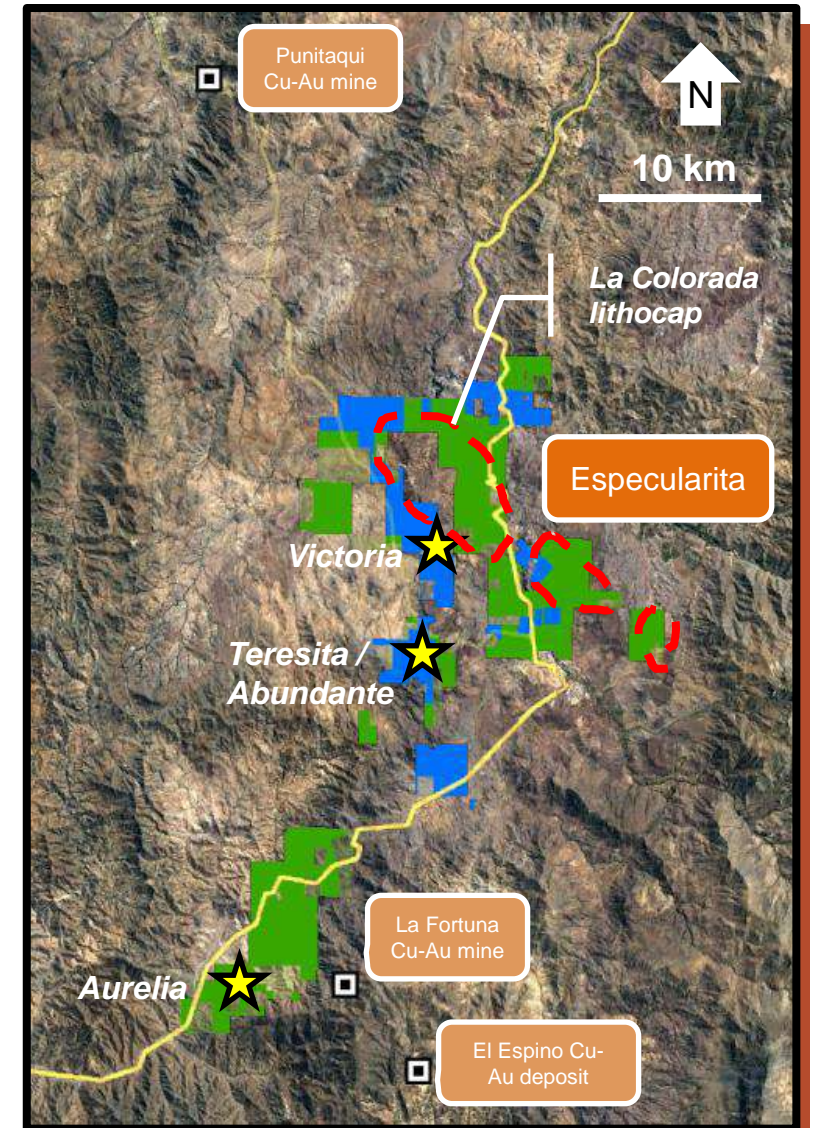 Punitaqui
Cu-Au mine
N
10 km
La Colorada
lithocap
Especularita
Victoria
Teresita /
Abundante
La Fortuna
Cu-Au mine
Aurelia
El Espino Cu-
Au deposit